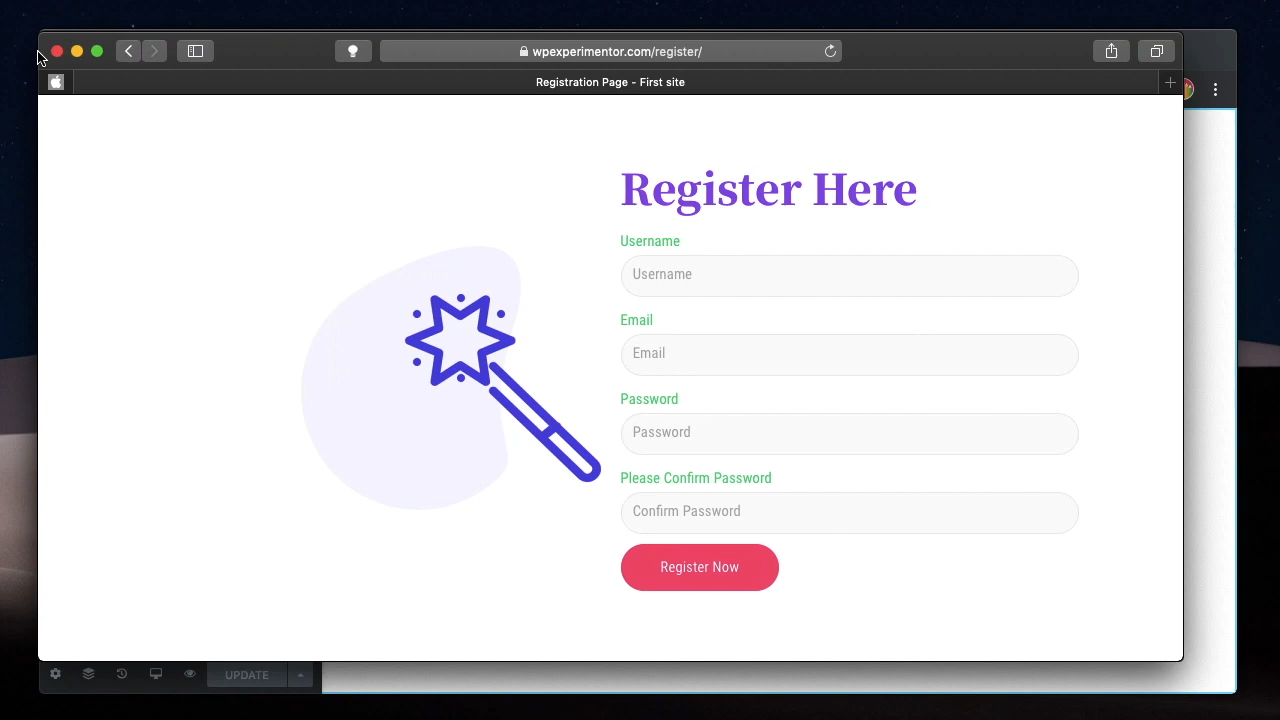 wpexperimentor.com/register/
Registration Page - First site
Register Here
Username
Username
Email
Email
Password
Password
Please Confirm Password
Confirm Password
Register Now
UPDATE